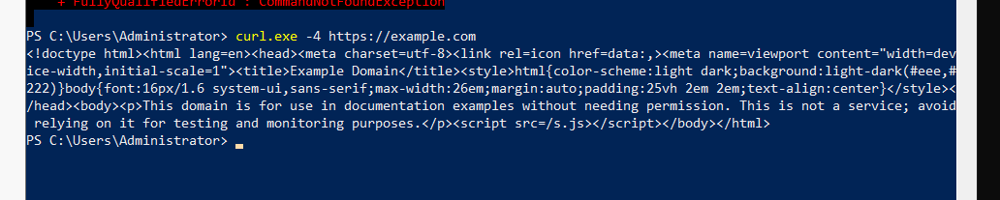 + FullyQualifiedErrorId : CommandNotFoundException
PS C:\Users\Administrator> curl.exe -4 https://example.com
<!doctype html><html lang=en><head><meta charset=utf-8><link rel=icon href=data:,><meta name=viewport content="width=dev
ice-width,initial-scale=1"><title>Example Domain</title><style>html{color-scheme:light dark;background:light-dark(#eee,#
222)}body{font:16px/1.6 system-ui,sans-serif;max-width:26em;margin:auto;padding:25vh 2em 2em;text-align:center}</style><
/head><body><p>This domain is for use in documentation examples without needing permission. This is not a service; avoid
 relying on it for testing and monitoring purposes.</p><script src=/s.js></script></body></html>
PS C:\Users\Administrator>